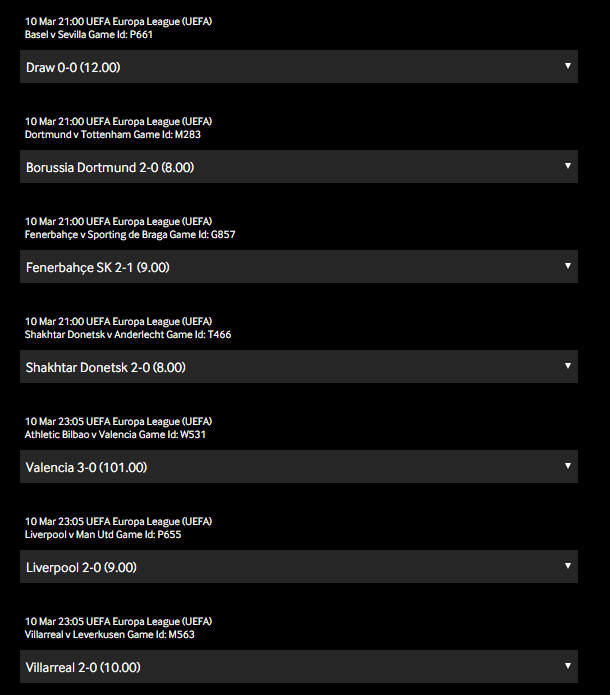 10 Mar 21:00 UEFA Europa League (UEFA)
Basel v Sevilla Game Id: P661
Draw 0-0 (12.00)
10 Mar 21:00 UEFA Europa League (UEFA)
Dortmund v Tottenham Game Id: M283
Borussia Dortmund 2-0 (8.00)
10 Mar 21:00 UEFA Europa League (UEFA)
Fenerbahçe v Sporting de Braga Game Id: G857
Fenerbahçe SK 2-1 (9.00)
10 Mar 21:00 UEFA Europa League (UEFA)
Shakhtar Donetsk v Anderlecht Game Id: T466
Shakhtar Donetsk 2-0 (8.00)
10 Mar 23:05 UEFA Europa League (UEFA)
Athletic Bilbao v Valencia Game Id: W531
Valencia 3-0 (101.00)
10 Mar 23:05 UEFA Europa League (UEFA)
Liverpool v Man Utd Game Id: P655
Liverpool 2-0 (9.00)
10 Mar 23:05 UEFA Europa League (UEFA)
Villarreal v Leverkusen Game Id: M563
Villarreal 2-0 (10.00)